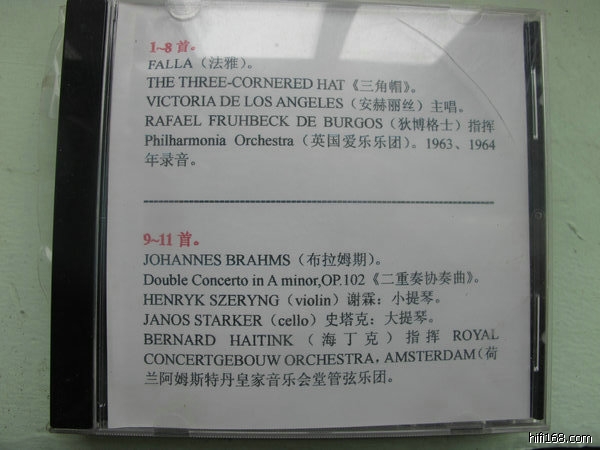 1~8 首。
FALLA（法雅）。
THE THREE-CORNERED HAT《三角帽》。
VICTORIA DE LOS ANGELES（安赫丽丝）主唱。
RAFAEL FRUHBECK DE BURGOS（狄博格士）指挥
Philharmonia Orchestra（英国爱乐乐团）。1963、1964
年录音。
9~11 首。
JOHANNES BRAHMS（布拉姆期）。
Double Concerto in A minor,OP.102《二重奏协奏曲》。
HENRYK SZERYNG（violin）谢霖：小提琴。
JANOS STARKER（cello）史塔克：大提琴。
BERNARD HAITINK（海丁克）指挥 ROYAL
CONCERTGEBOUW ORCHESTRA，AMSTERDAM（荷
兰阿姆斯特丹皇家音乐会堂管弦乐团。
hifi168.com